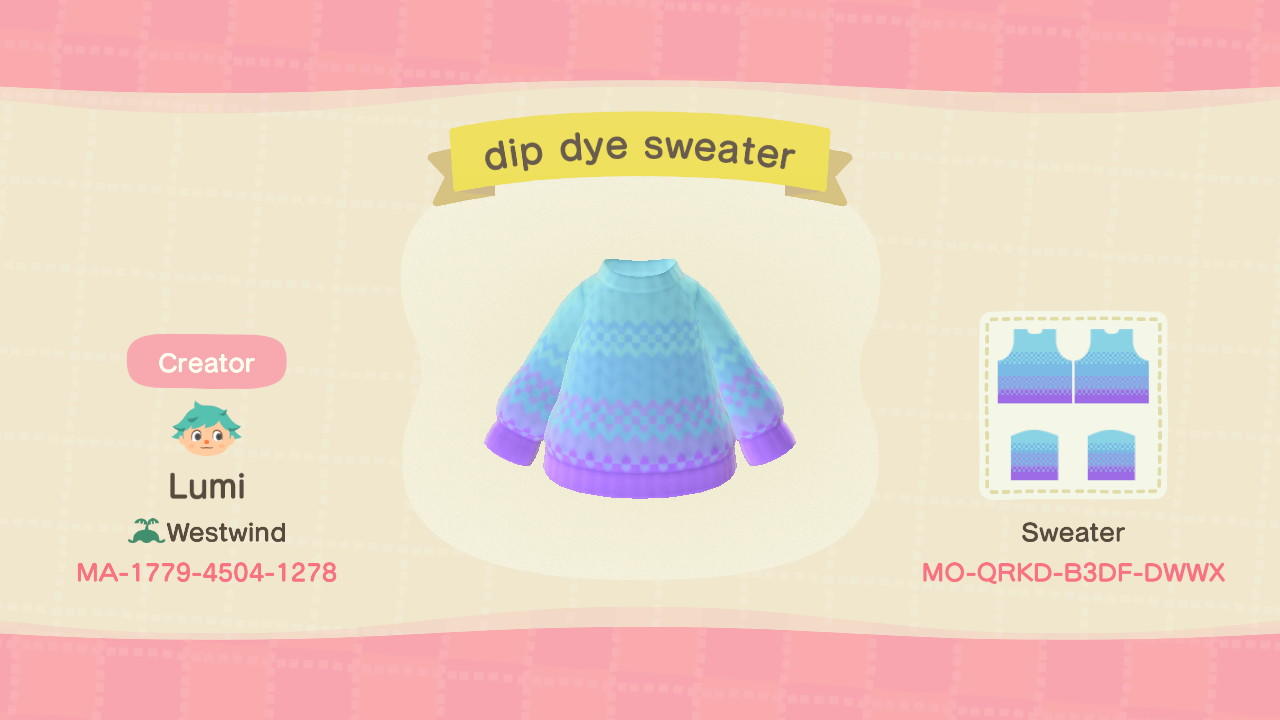 dip dye sweater
Creator
Lumi
Westwind
MA-1779-4504-1278
Sweater
MO-QRKD-B3DF-DWWX